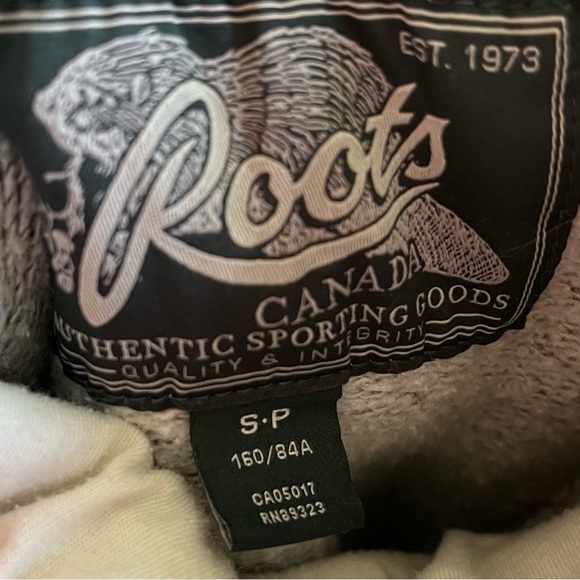 EST. 1973
Roots
CANADA
AUTHENTIC SPORTING GOODS
QUALITY & INTEGRITY
S·P
160/84A
CA05017
RN89323